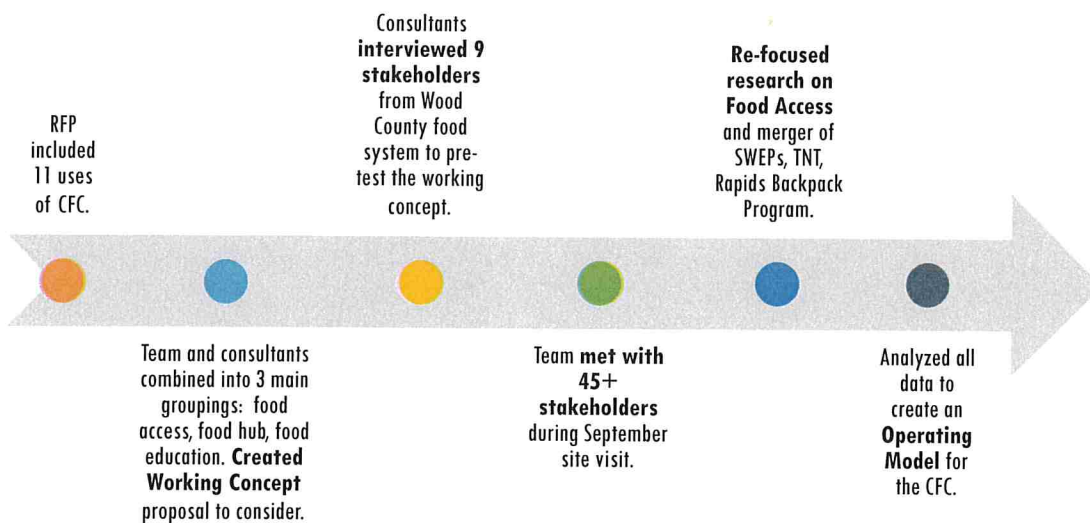 RFP
included
11 uses
of CFC.
Team and consultants
combined into 3 main
groupings: food
access, food hub, food
education. Created
Working Concept
proposal to consider.
Consultants
interviewed 9
stakeholders
from Wood
County food
system to pre-
test the working
concept.
Team met with
45+
stakeholders
during September
site visit.
Re-focused
research on
Food Access
and merger of
SWEPs, TNT,
Rapids Backpack
Program.
Analyzed all
data to
create an
Operating
Model for
the CFC.